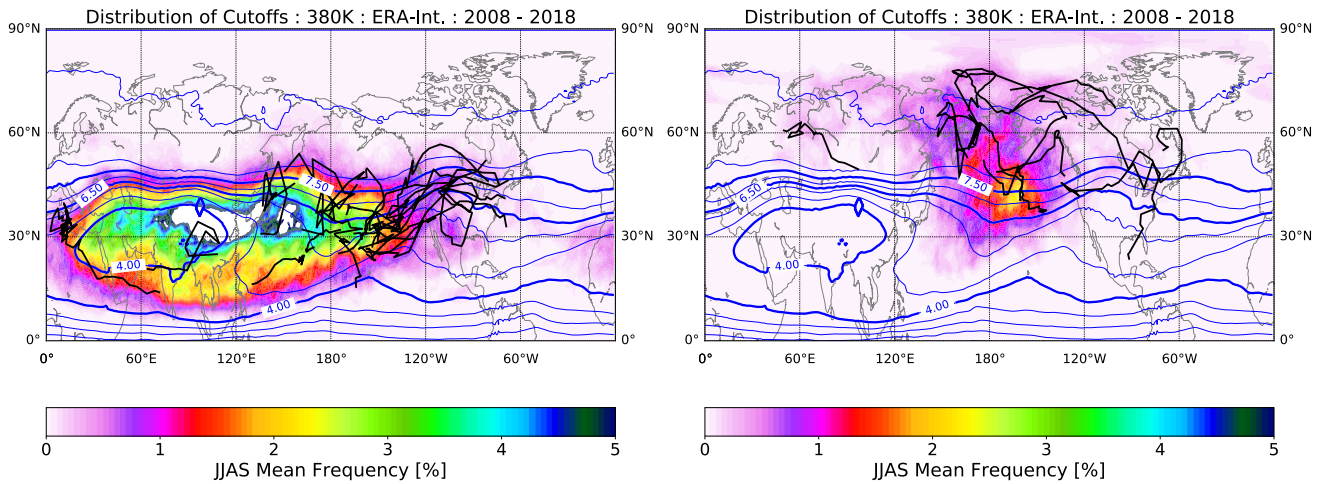 Distribution of Cutoffs : 380K : ERA-Int. : 2008 - 2018
90°N 90°N
60°N 60°N
30°N 30°N
0° 0°
6.50
7.50
4.00
4.00
0° 60°E 120°E 180° 120°W 60°W
0 1 2 3 4 5
JJAS Mean Frequency [%]
Distribution of Cutoffs : 380K : ERA-Int. : 2008 - 2018
90°N 90°N
60°N 60°N
30°N 30°N
0° 0°
6.50
7.50
4.00
4.00
0° 60°E 120°E 180° 120°W 60°W
0 1 2 3 4 5
JJAS Mean Frequency [%]